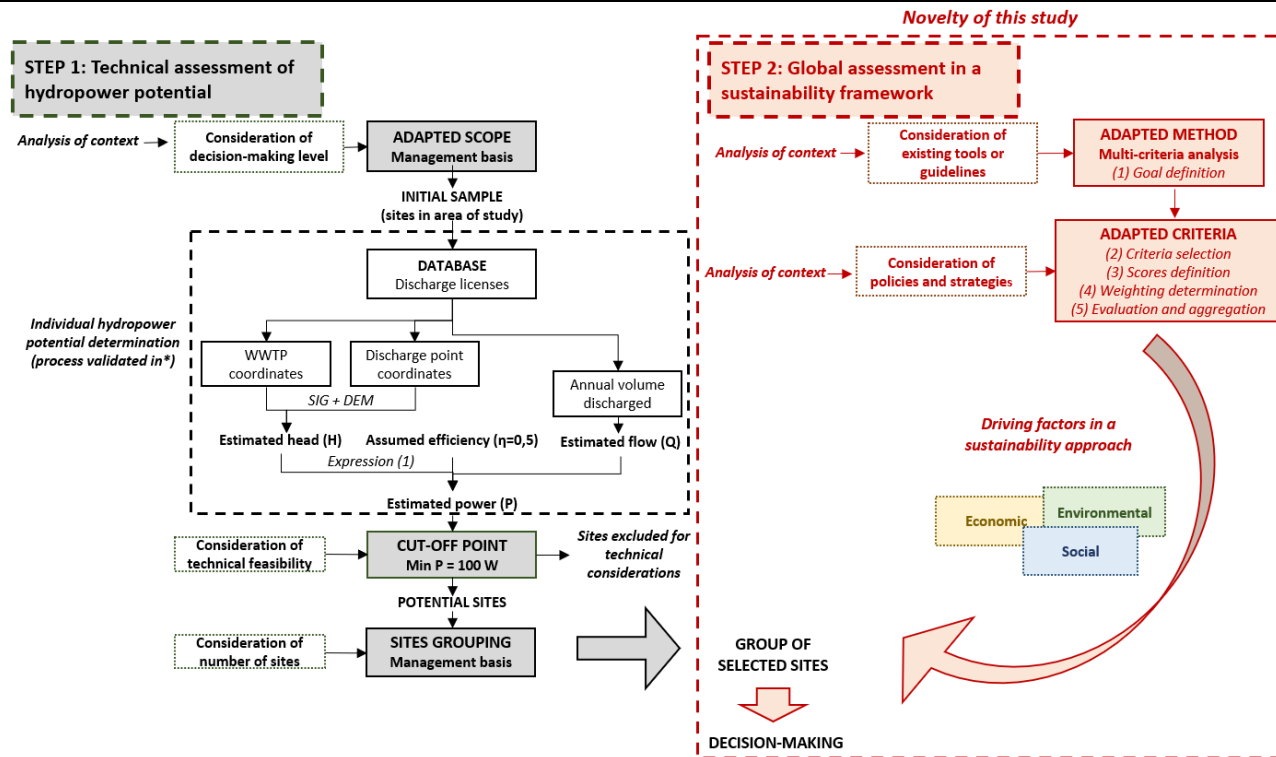 Novelty of this study
STEP 1: Technical assessment of
hydropower potential
Analysis of context
Consideration of
decision-making level
ADAPTED SCOPE
Management basis
INITIAL SAMPLE
(sites in area of study)
DATABASE
Discharge licenses
Individual hydropower
potential determination
(process validated in*)
WWTP
coordinates
Discharge point
coordinates
Annual volume
discharged
SIG + DEM
Estimated head (H)
Assumed efficiency (η=0,5)
Estimated flow (Q)
Expression (1)
Estimated power (P)
Consideration of
technical feasibility
CUT-OFF POINT
Min P = 100 W
Sites excluded for
technical
considerations
POTENTIAL SITES
Consideration of
number of sites
SITES GROUPING
Management basis
STEP 2: Global assessment in a
sustainability framework
Analysis of context
Consideration of
existing tools or
guidelines
ADAPTED METHOD
Multi-criteria analysis
(1) Goal definition
Analysis of context
Consideration of
policies and strategies
ADAPTED CRITERIA
(2) Criteria selection
(3) Scores definition
(4) Weighting determination
(5) Evaluation and aggregation
Driving factors in a
sustainability approach
Economic
Environmental
Social
GROUP OF
SELECTED SITES
DECISION-MAKING